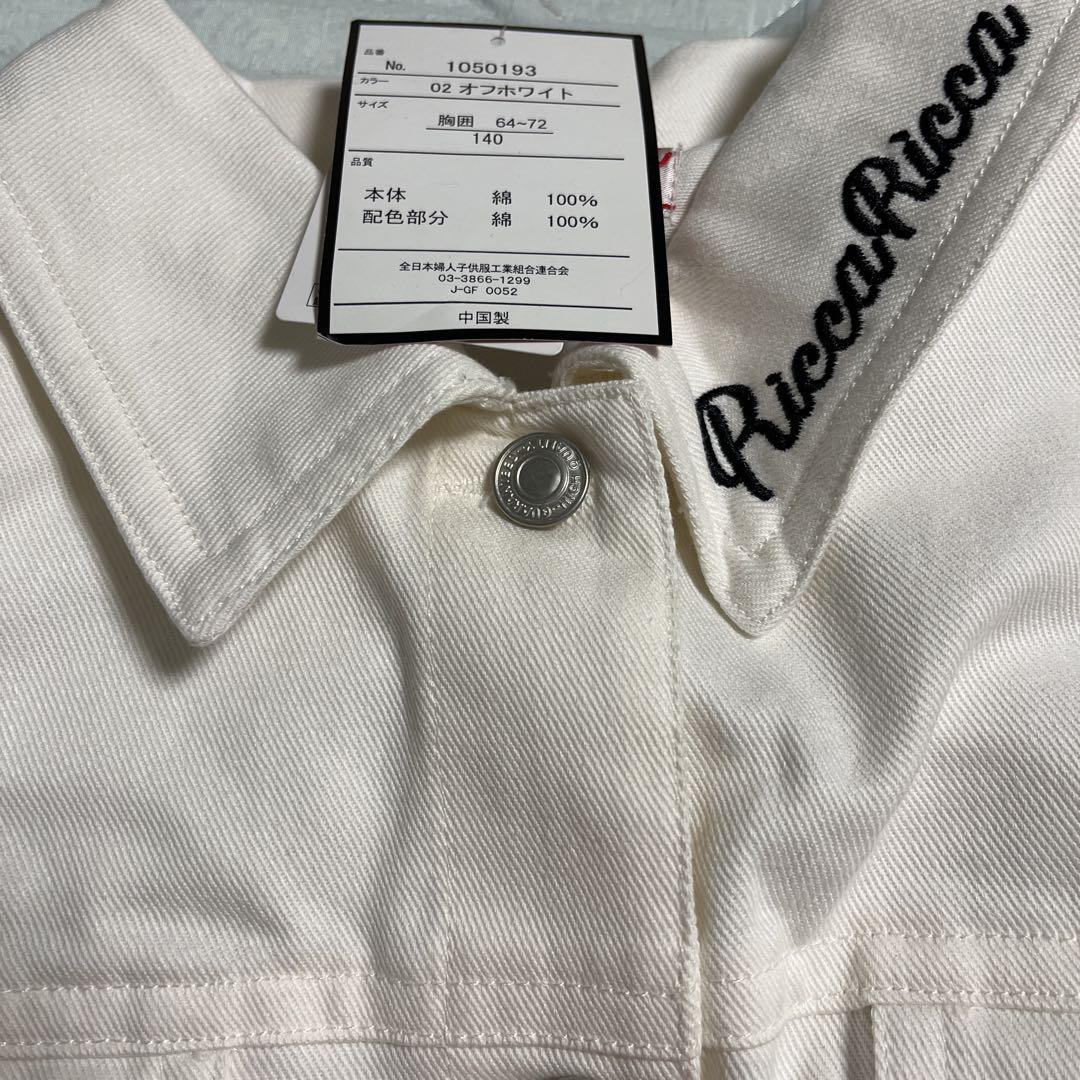 品番
No. 1050193
カラー
02 オフホワイト
サイズ
胸囲 64~72
140
品質
本体 綿 100%
配色部分 綿 100%
全日本婦人子供服工業組合連合会
03-3866-1299
J-GF 0052
中国製
RiccaRicca